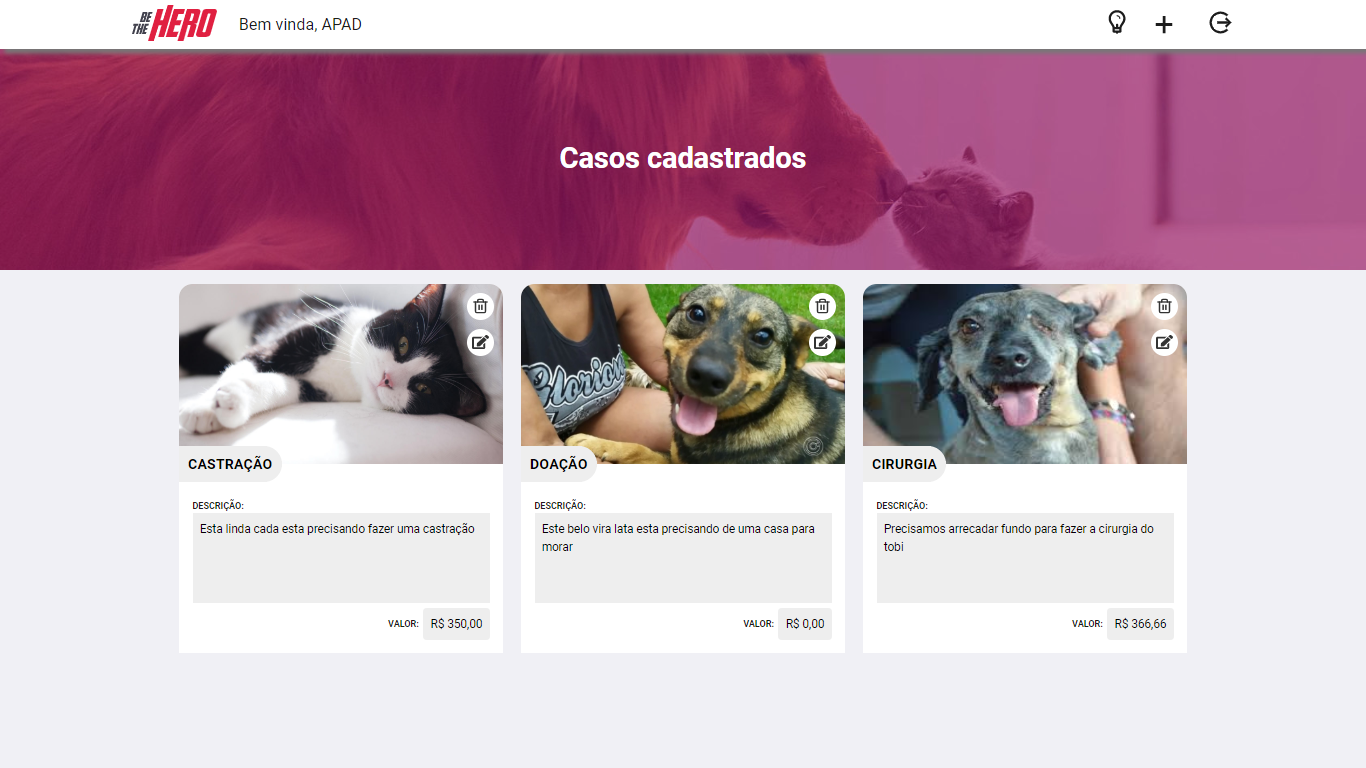 BE THE HERO
Bem vinda, APAD
Casos cadastrados
CASTRAÇÃO
DESCRIÇÃO:
Esta linda cada esta precisando fazer uma castração
VALOR: R$ 350,00
Glorious
DOAÇÃO
DESCRIÇÃO:
Este belo vira lata esta precisando de uma casa para
morar
VALOR: R$ 0,00
CIRURGIA
DESCRIÇÃO:
Precisamos arrecadar fundo para fazer a cirurgia do
tobi
VALOR: R$ 366,66